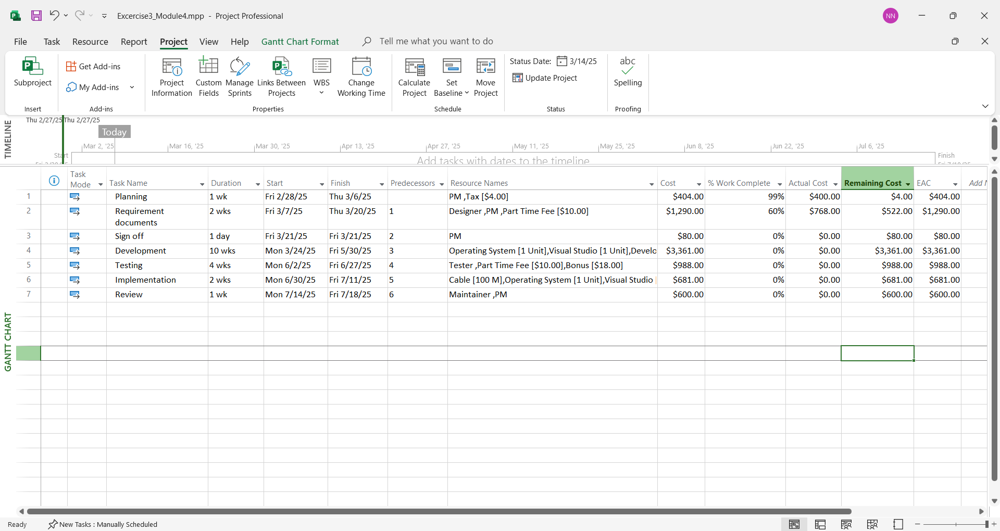 Excercise3_Module4.mpp - Project Professional
NN
File Task Resource Report Project View Help Gantt Chart Format Tell me what you want to do
Subproject
Insert
Get Add-ins
My Add-ins
Add-ins
Project Information
Custom Fields
Manage Sprints
Links Between Projects
WBS
Change Working Time
Properties
Calculate Project
Set Baseline
Move Project
Schedule
Status Date: 3/14/25
Update Project
Status
abc
Spelling
Proofing
TIMELINE
Thu 2/27/25 Thu 2/27/25
Today
Mar 2, '25 Mar 16, '25 Mar 30, '25 Apr 13, '25 Apr 27, '25 May 11, '25 May 25, '25 Jun 8, '25 Jun 22, '25 Jul 6, '25
Start
Add tasks with dates to the timeline
Finish
Fri 7/18/25
GANTT CHART
Task Mode Task Name Duration Start Finish Predecessors Resource Names Cost % Work Complete Actual Cost Remaining Cost EAC Add
1 Planning 1 wk Fri 2/28/25 Thu 3/6/25 PM ,Tax [$4.00] $404.00 99% $400.00 $4.00 $404.00
2 Requirement documents 2 wks Fri 3/7/25 Thu 3/20/25 1 Designer ,PM ,Part Time Fee [$10.00] $1,290.00 60% $768.00 $522.00 $1,290.00
3 Sign off 1 day Fri 3/21/25 Fri 3/21/25 2 PM $80.00 0% $0.00 $80.00 $80.00
4 Development 10 wks Mon 3/24/25 Fri 5/30/25 3 Operating System [1 Unit],Visual Studio [1 Unit],Develo $3,361.00 0% $0.00 $3,361.00 $3,361.00
5 Testing 4 wks Mon 6/2/25 Fri 6/27/25 4 Tester ,Part Time Fee [$10.00],Bonus [$18.00] $988.00 0% $0.00 $988.00 $988.00
6 Implementation 2 wks Mon 6/30/25 Fri 7/11/25 5 Cable [100 M],Operating System [1 Unit],Visual Studio $681.00 0% $0.00 $681.00 $681.00
7 Review 1 wk Mon 7/14/25 Fri 7/18/25 6 Maintainer ,PM $600.00 0% $0.00 $600.00 $600.00
Ready New Tasks : Manually Scheduled